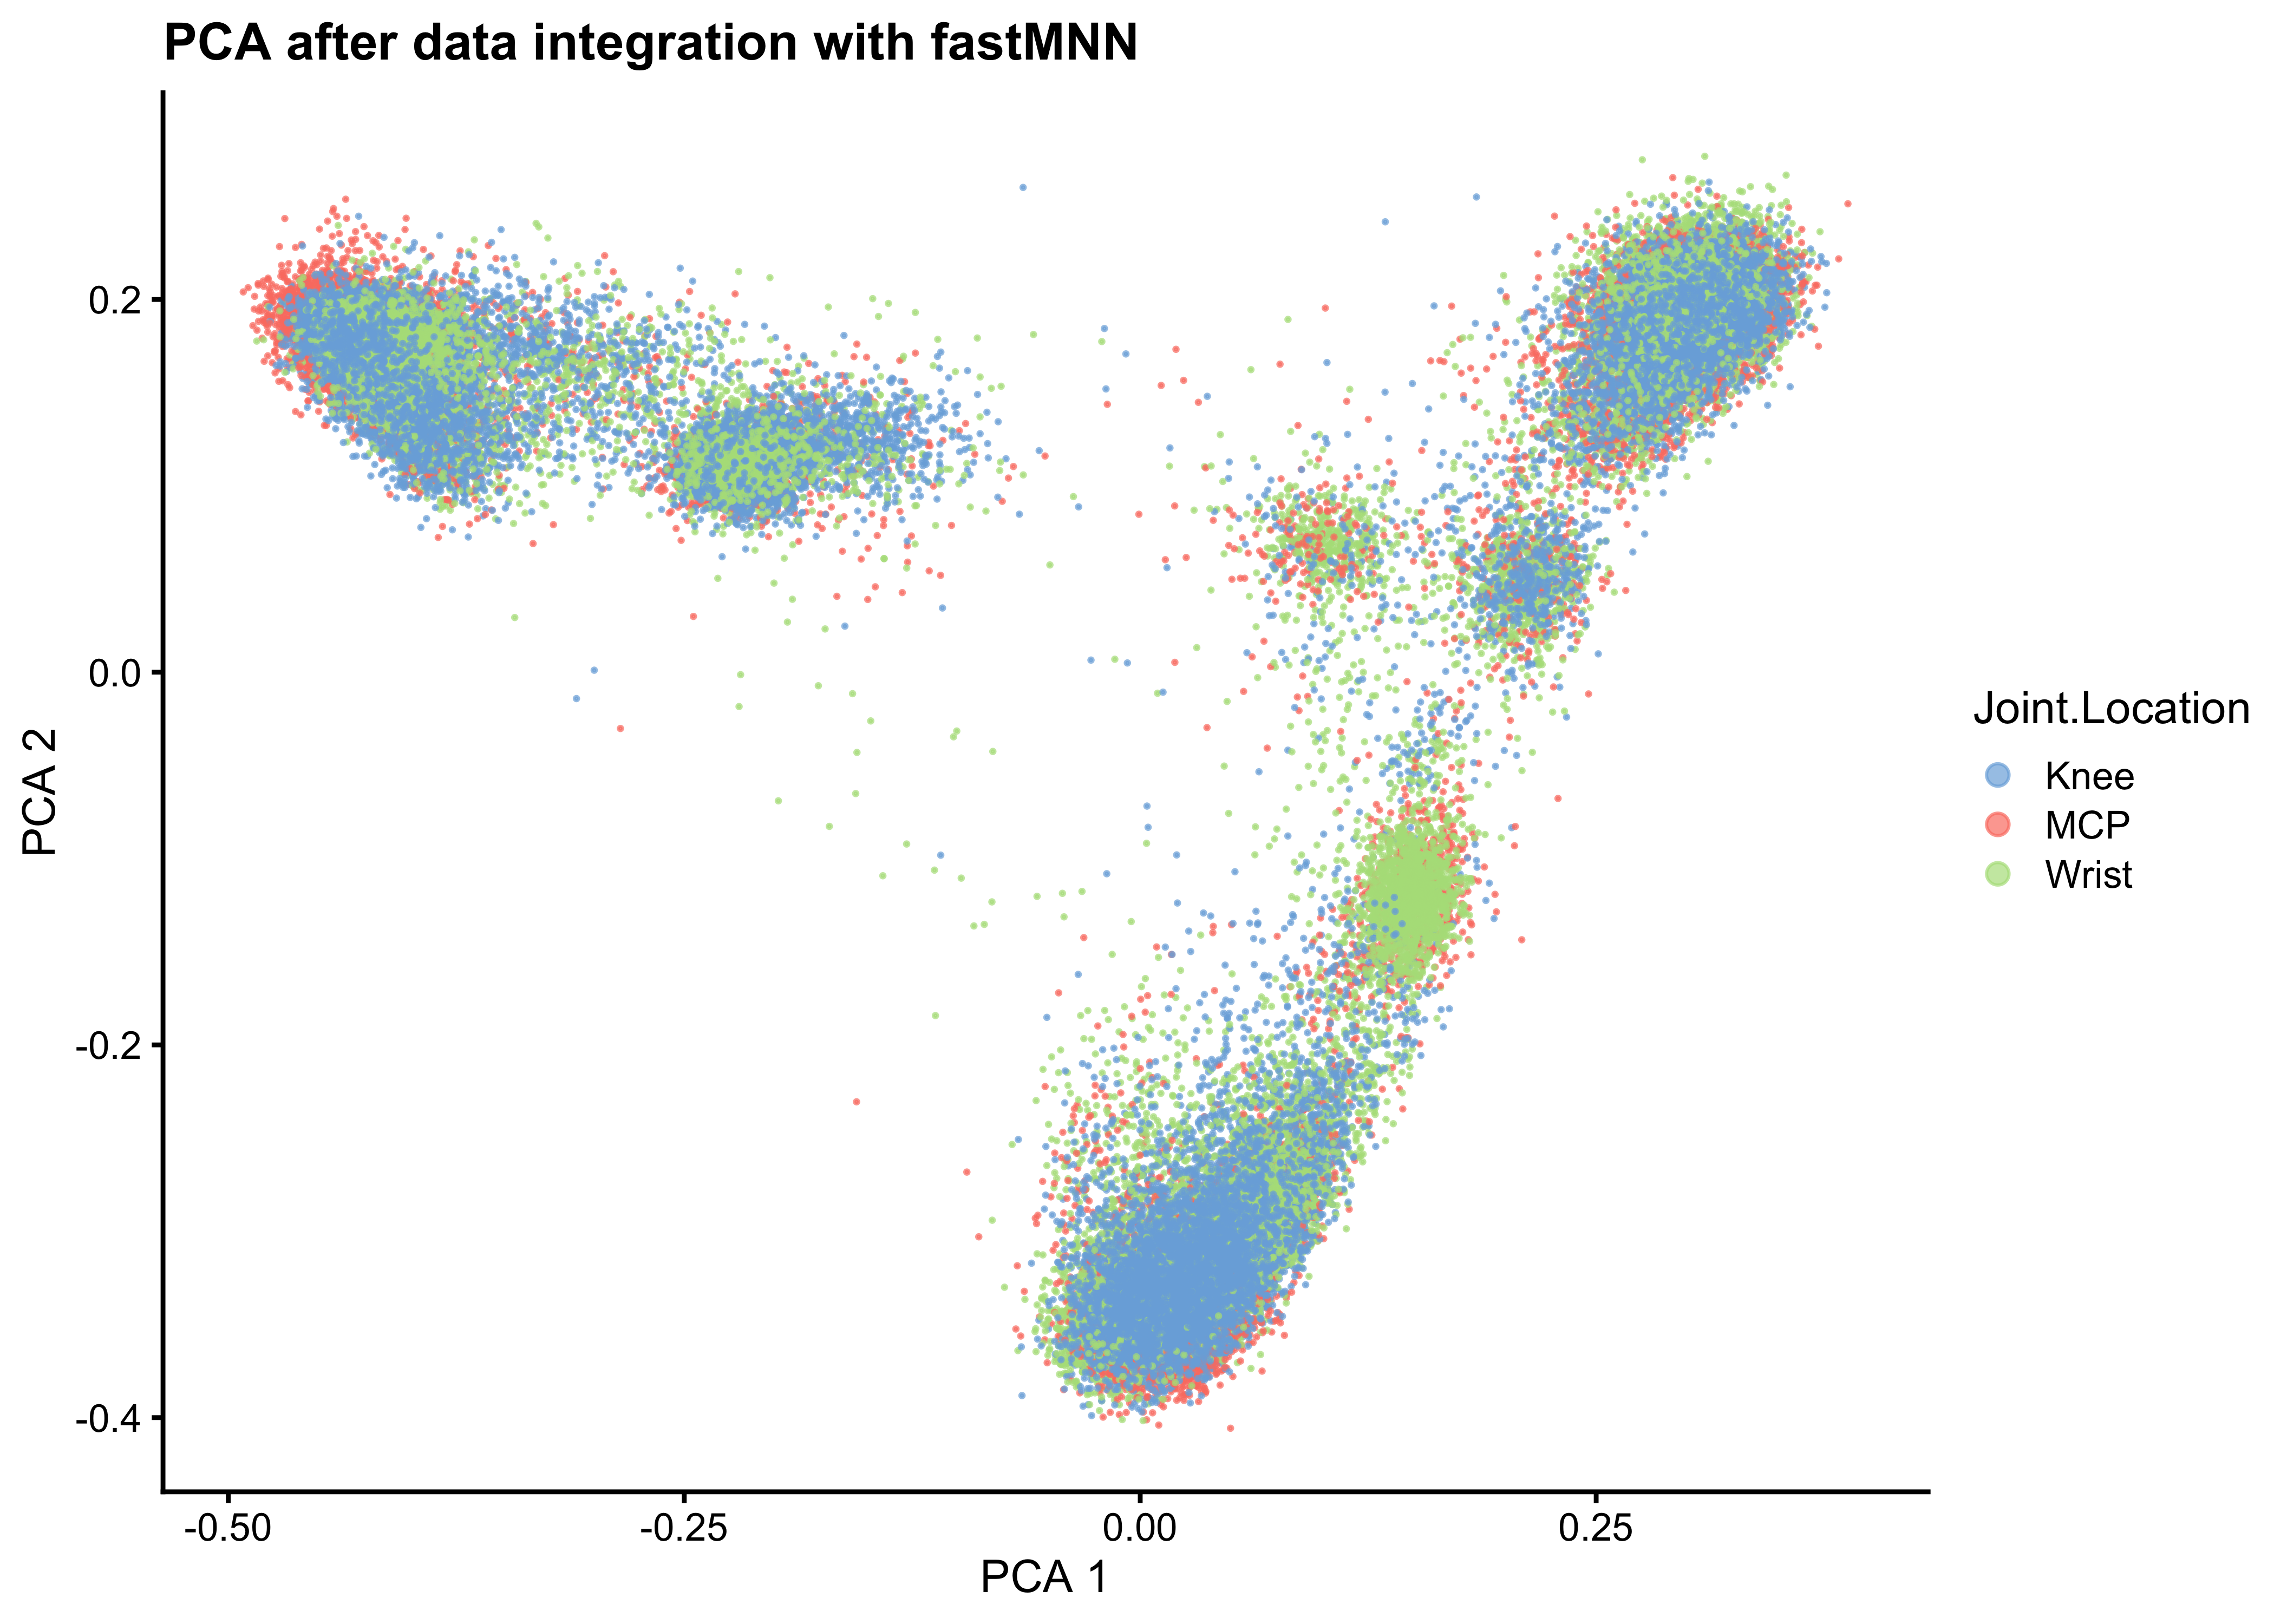 PCA after data integration with fastMNN
0.2
0.0
-0.2
-0.4
PCA 2
-0.50
-0.25
0.00
0.25
PCA 1
Joint.Location
Knee
MCP
Wrist